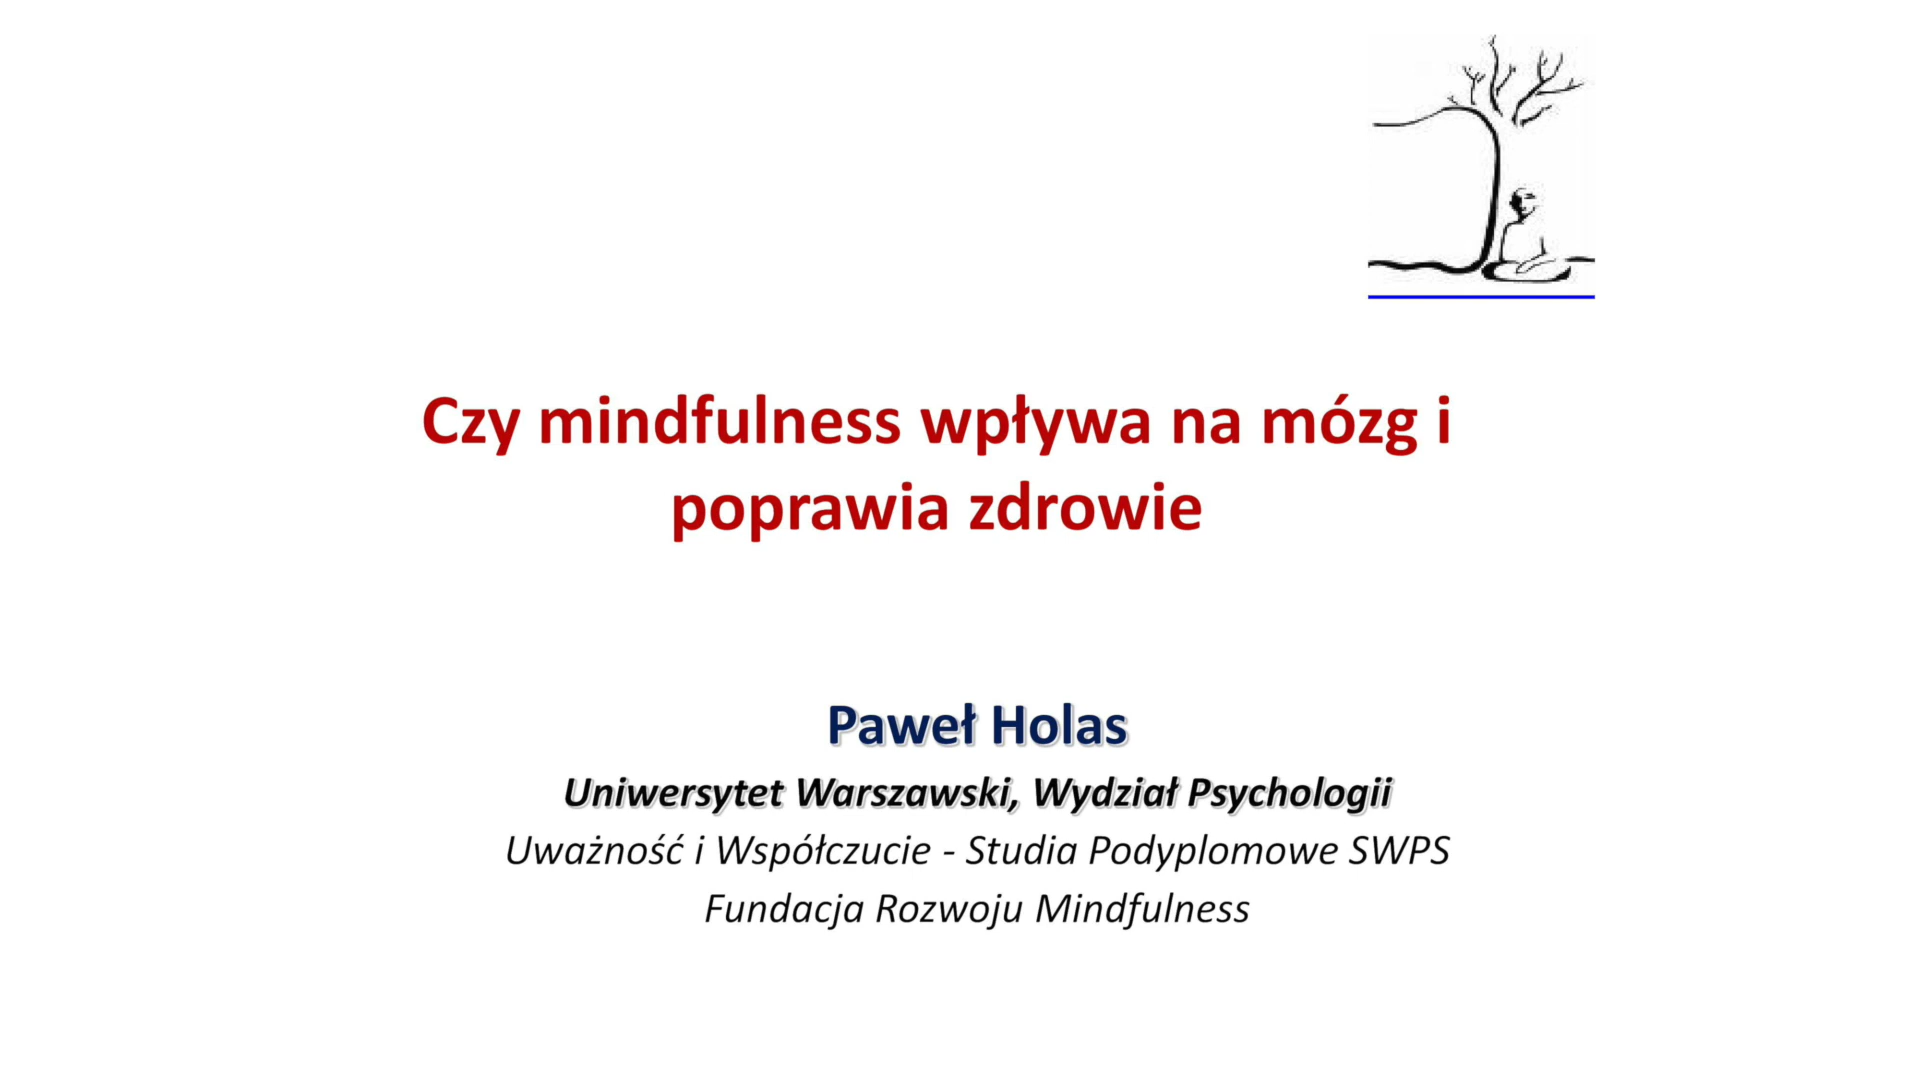 Czy mindfulness wpływa na mózg i
poprawia zdrowie
Paweł Holas
Uniwersytet Warszawski, Wydział Psychologii
Uważność i Współczucie - Studia Podyplomowe SWPS
Fundacja Rozwoju Mindfulness